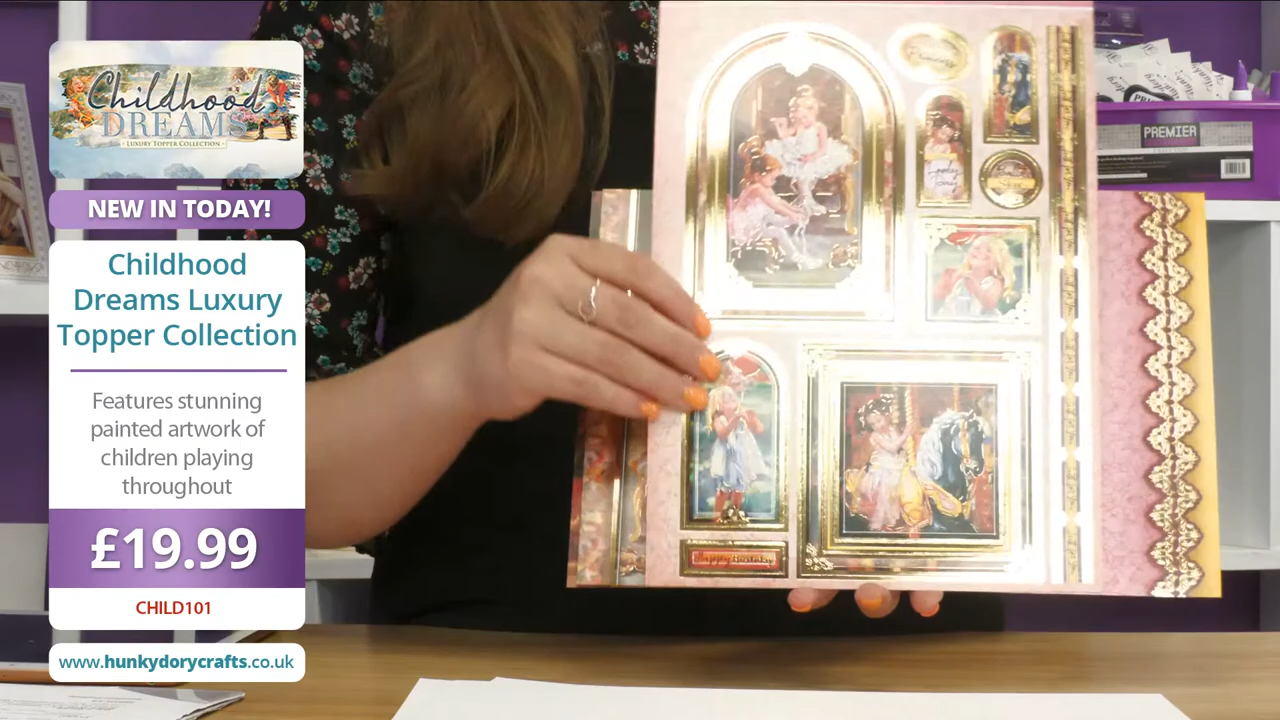 Childhood
DREAMS
- LUXURY TOPPER COLLECTION -
NEW IN TODAY!
Childhood
Dreams Luxury
Topper Collection
Features stunning
painted artwork of
children playing
throughout
£19.99
CHILD101
www.hunkydorycrafts.co.uk
Happy Birthday
PREMIER